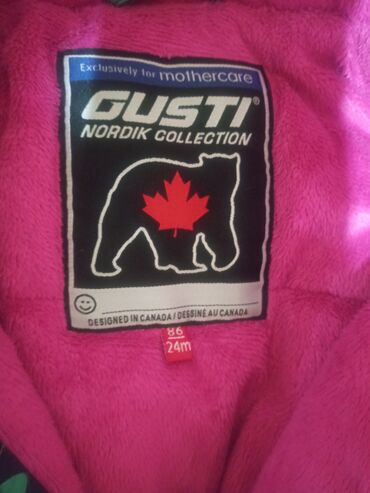 Exclusively for mothercare
GUSTI®
NORDIK COLLECTION
DESIGNED IN CANADA / DESSINÉ AU CANADA
86
24m